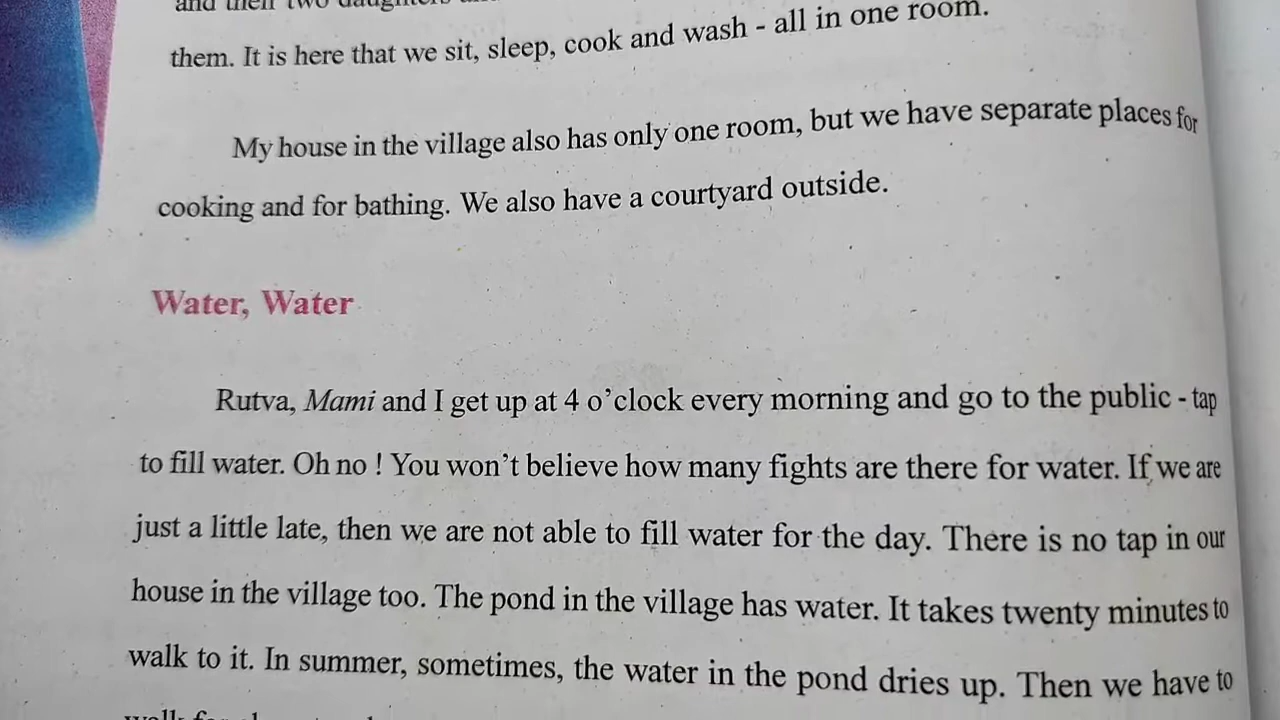 and their two daughters
them. It is here that we sit, sleep, cook and wash - all in one room.
My house in the village also has only one room, but we have separate places for
cooking and for bathing. We also have a courtyard outside.
Water, Water
Rutva, Mami and I get up at 4 o’clock every morning and go to the public - tap
to fill water. Oh no ! You won’t believe how many fights are there for water. If we are
just a little late, then we are not able to fill water for the day. There is no tap in our
house in the village too. The pond in the village has water. It takes twenty minutes to
walk to it. In summer, sometimes, the water in the pond dries up. Then we have to